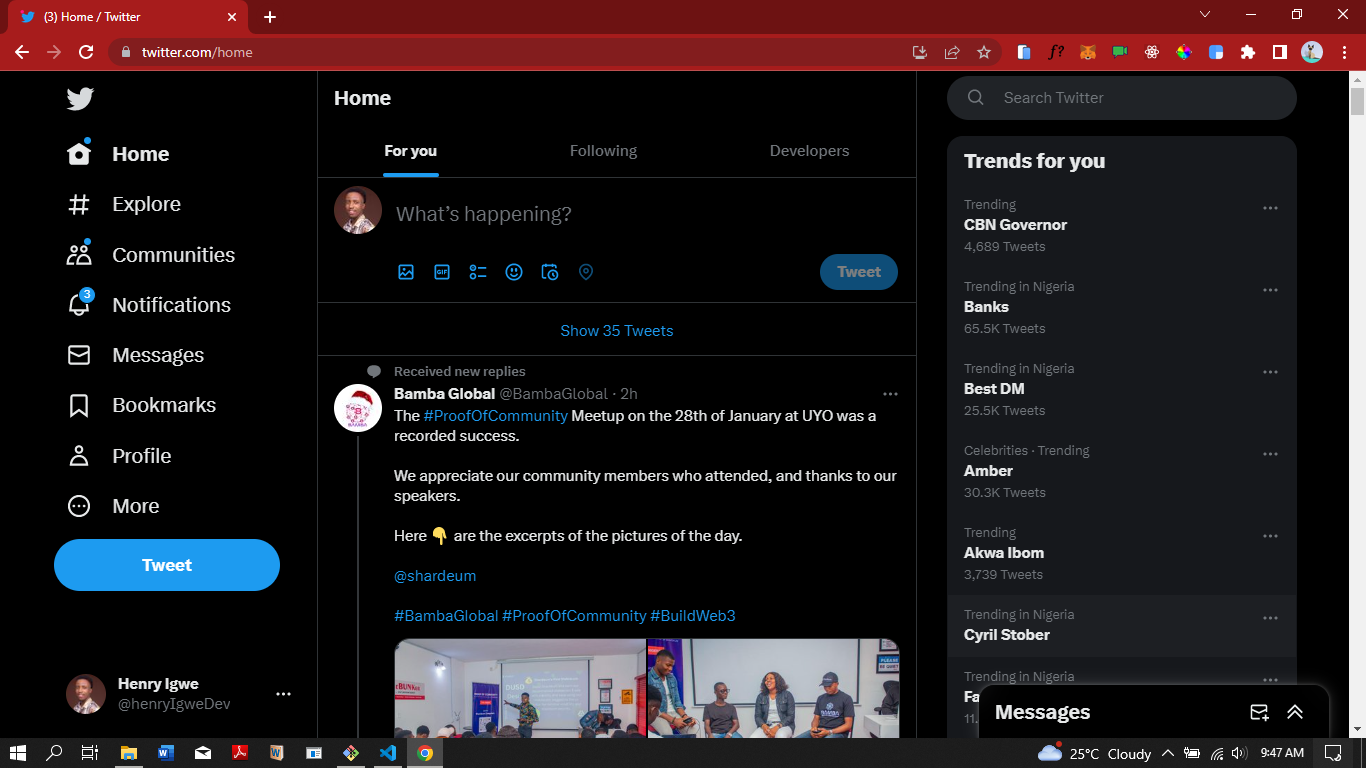 (3) Home / Twitter
twitter.com/home
Home
Explore
Communities
3
Notifications
Messages
Bookmarks
Profile
More
Tweet
Henry Igwe
@henryIgweDev
Home
For you
Following
Developers
What's happening?
GIF
Tweet
Show 35 Tweets
Received new replies
Bamba Global @BambaGlobal · 2h
The #ProofOfCommunity Meetup on the 28th of January at UYO was a
recorded success.
We appreciate our community members who attended, and thanks to our
speakers.
Here 👇 are the excerpts of the pictures of the day.
@shardeum
#BambaGlobal #ProofOfCommunity #BuildWeb3
Search Twitter
Trends for you
Trending
CBN Governor
4,689 Tweets
Trending in Nigeria
Banks
65.5K Tweets
Trending in Nigeria
Best DM
25.5K Tweets
Celebrities · Trending
Amber
30.3K Tweets
Trending
Akwa Ibom
3,739 Tweets
Trending in Nigeria
Cyril Stober
Trending in Nigeria
Messages
25°C Cloudy
9:47 AM